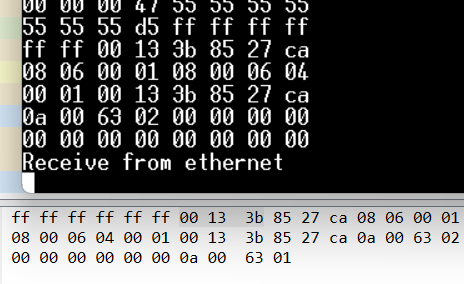 00 00 00 47 55 55 55 55
55 55 55 d5 ff ff ff ff
ff ff 00 13 3b 85 27 ca
08 06 00 01 08 00 06 04
00 01 00 13 3b 85 27 ca
0a 00 63 02 00 00 00 00
00 00 00 00 00 00 00 00
Receive from ethernet
ff ff ff ff ff ff 00 13  3b 85 27 ca 08 06 00 01
08 00 06 04 00 01 00 13  3b 85 27 ca 0a 00 63 02
00 00 00 00 00 00 0a 00  63 01